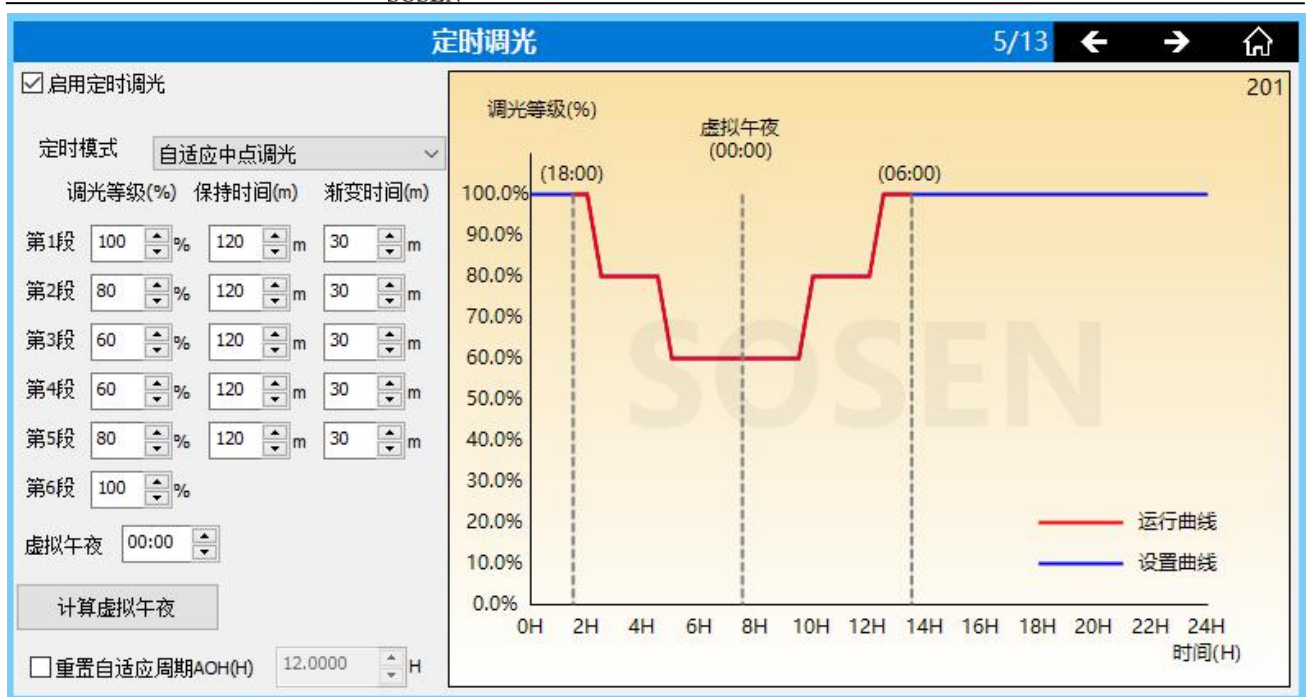 SOSEN
定时调光 5/13
启用定时调光
定时模式 自适应中点调光
调光等级(%) 保持时间(m) 渐变时间(m)
第1段 100 % 120 m 30 m
第2段 80 % 120 m 30 m
第3段 60 % 120 m 30 m
第4段 60 % 120 m 30 m
第5段 80 % 120 m 30 m
第6段 100 %
虚拟午夜 00:00
计算虚拟午夜
重置自适应周期AOH(H) 12.0000 H
201
调光等级(%)
虚拟午夜
(00:00)
(18:00) (06:00)
100.0%
90.0%
80.0%
70.0%
60.0%
50.0%
40.0%
30.0%
20.0%
10.0%
0.0%
SOSEN
运行曲线
设置曲线
0H 2H 4H 6H 8H 10H 12H 14H 16H 18H 20H 22H 24H
时间(H)